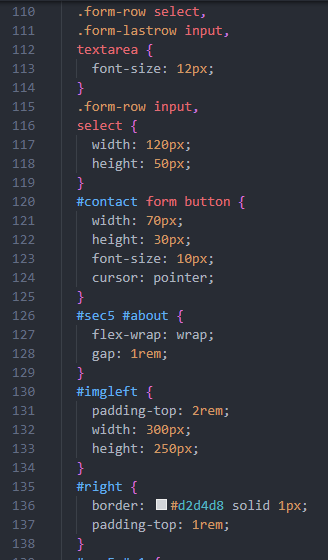 110 .form-row select,
111 .form-lastrow input,
112 textarea {
113 font-size: 12px;
114 }
115 .form-row input,
116 select {
117 width: 120px;
118 height: 50px;
119 }
120 #contact form button {
121 width: 70px;
122 height: 30px;
123 font-size: 10px;
124 cursor: pointer;
125 }
126 #sec5 #about {
127 flex-wrap: wrap;
128 gap: 1rem;
129 }
130 #imgleft {
131 padding-top: 2rem;
132 width: 300px;
133 height: 250px;
134 }
135 #right {
136 border: #d2d4d8 solid 1px;
137 padding-top: 1rem;
138 }